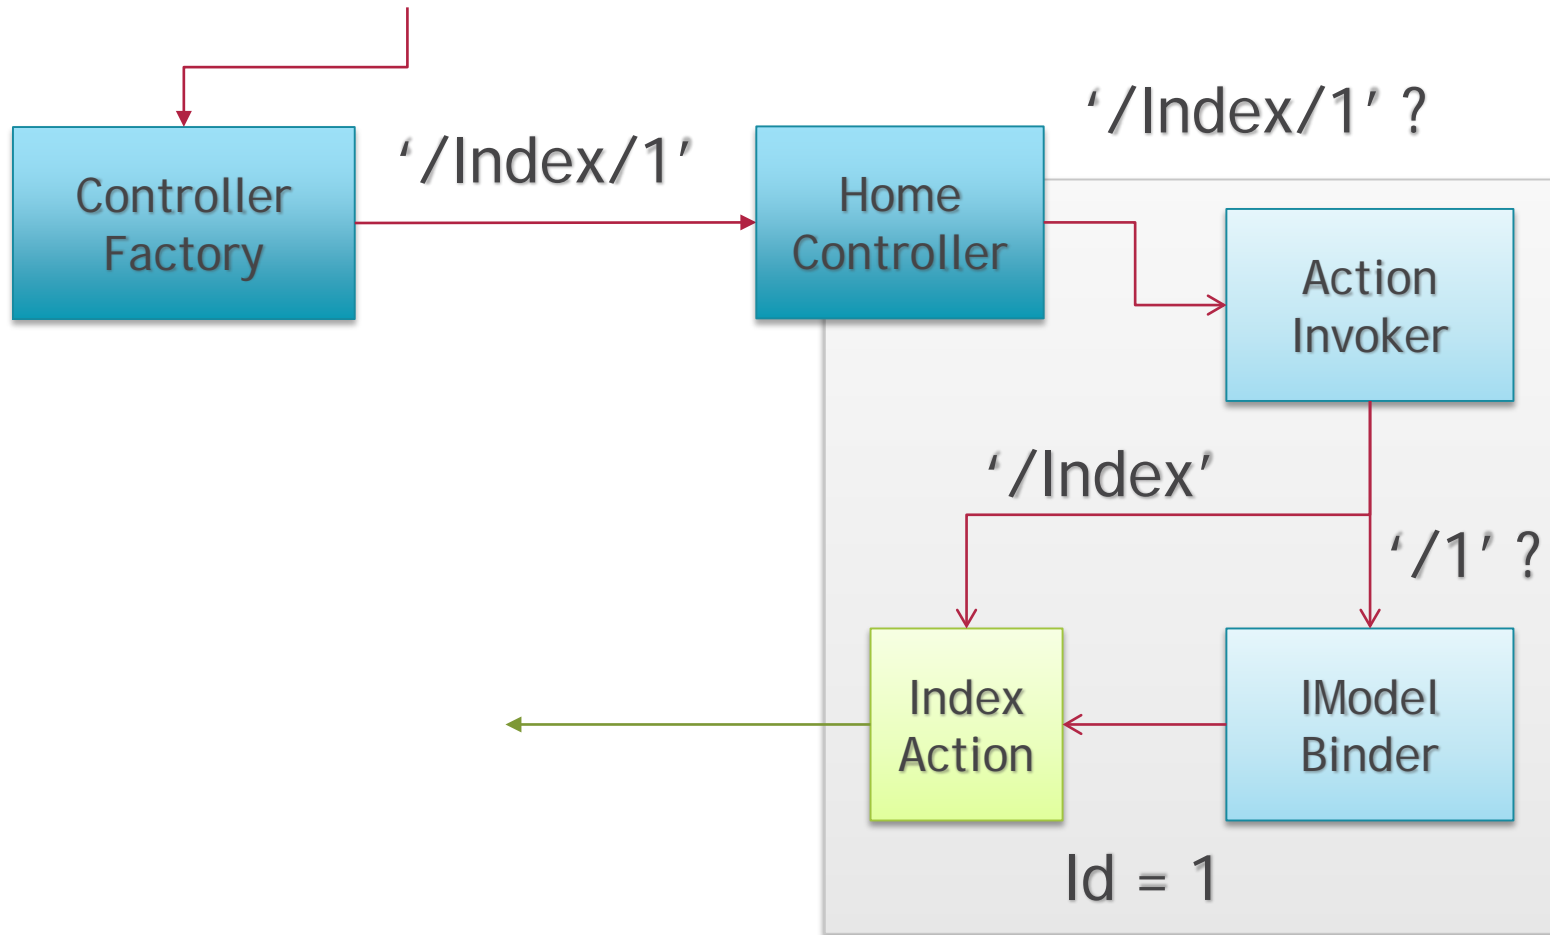 ‘/Index/1’ ?
‘/Index/1’
Controller
Factory
Home
Controller
Action
Invoker
‘/Index’
‘/1’ ?
Index
Action
IModel
Binder
Id = 1